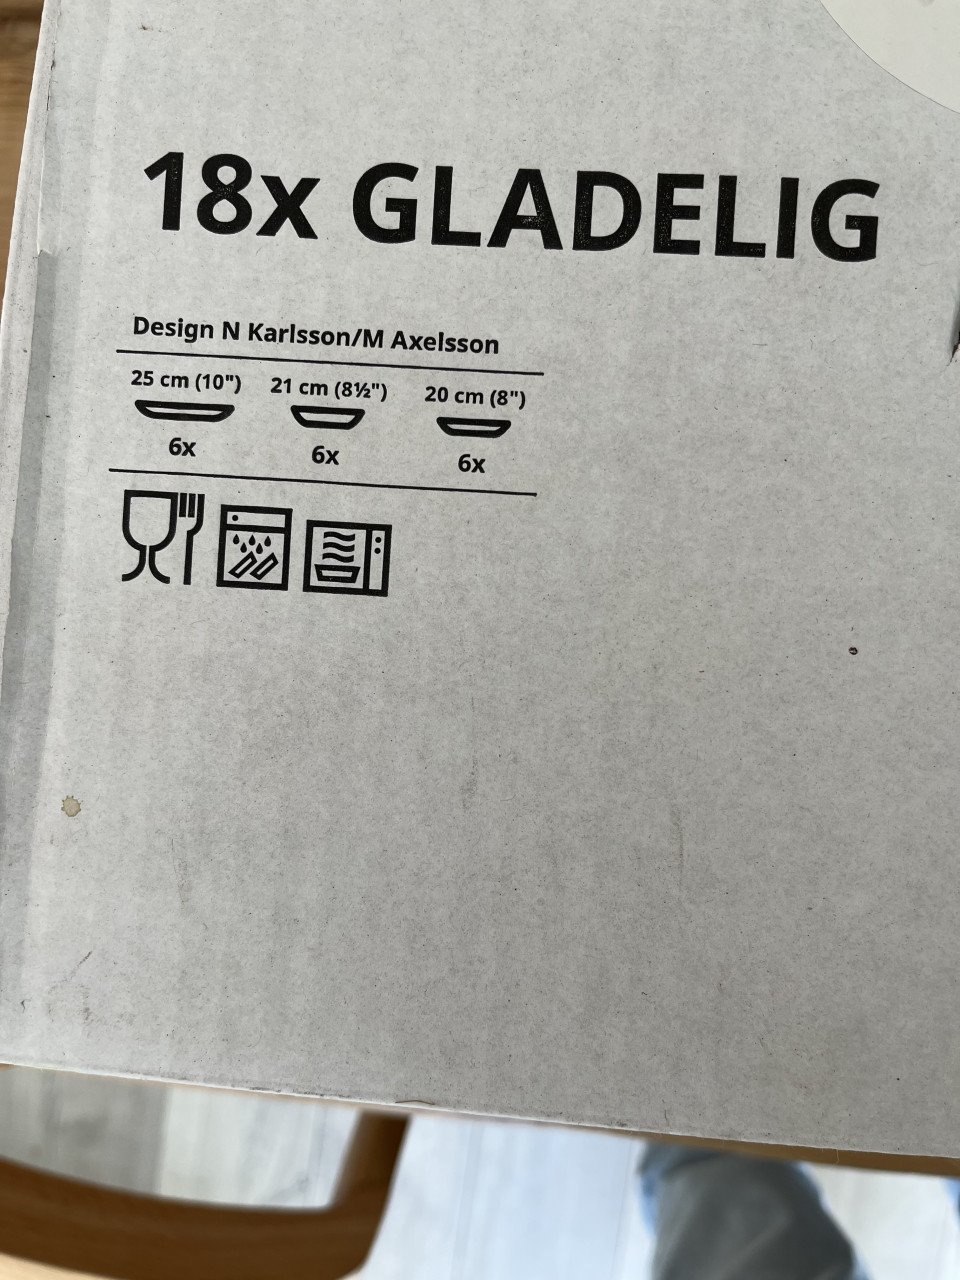 18x GLADELIG
Design N Karlsson/M Axelsson
25 cm (10") 21 cm (8½") 20 cm (8")
6x 6x 6x